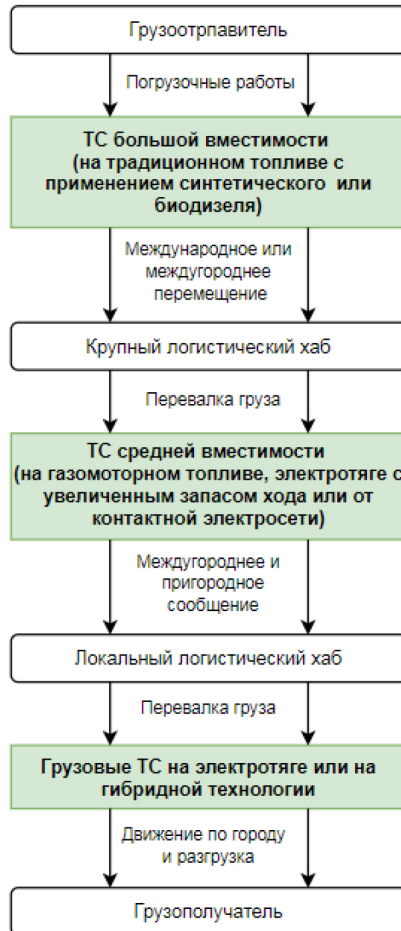 Грузоотрпавитель
Погрузочные работы
ТС большой вместимости
(на традиционном топливе с
применением синтетического или
биодизеля)
Международное или
междугороднее
перемещение
Крупный логистический хаб
Перевалка груза
ТС средней вместимости
(на газомоторном топливе, электротяге с
увеличенным запасом хода или от
контактной электросети)
Междугороднее и
пригородное
сообщение
Локальный логистический хаб
Перевалка груза
Грузовые ТС на электротяге или на
гибридной технологии
Движение по городу
и разгрузка
Грузополучатель